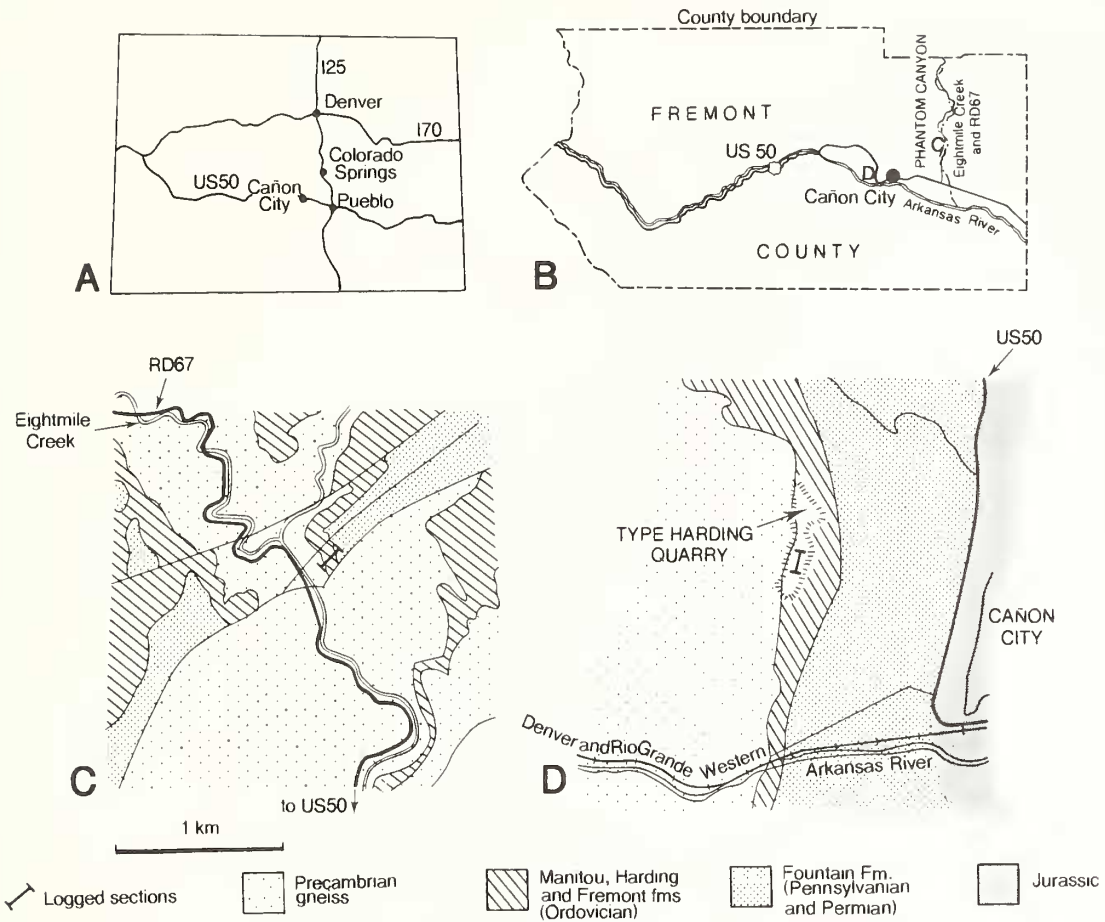 I25
Denver
I70
Colorado
Springs
US50
Cañon
City
Pueblo
A
County boundary
FREMONT
US 50
PHANTOM CANYON
C
Eightmile Creek
and RD67
D
Cañon City
Arkansas River
COUNTY
B
RD67
Eightmile
Creek
C
to US50
1 km
US50
TYPE HARDING
QUARRY
CAÑON
CITY
Denver and Rio Grande Western
Arkansas River
D
Logged sections
Precambrian
gneiss
Manitou, Harding
and Fremont fms
(Ordovician)
Fountain Fm.
(Pennsylvanian
and Permian)
Jurassic